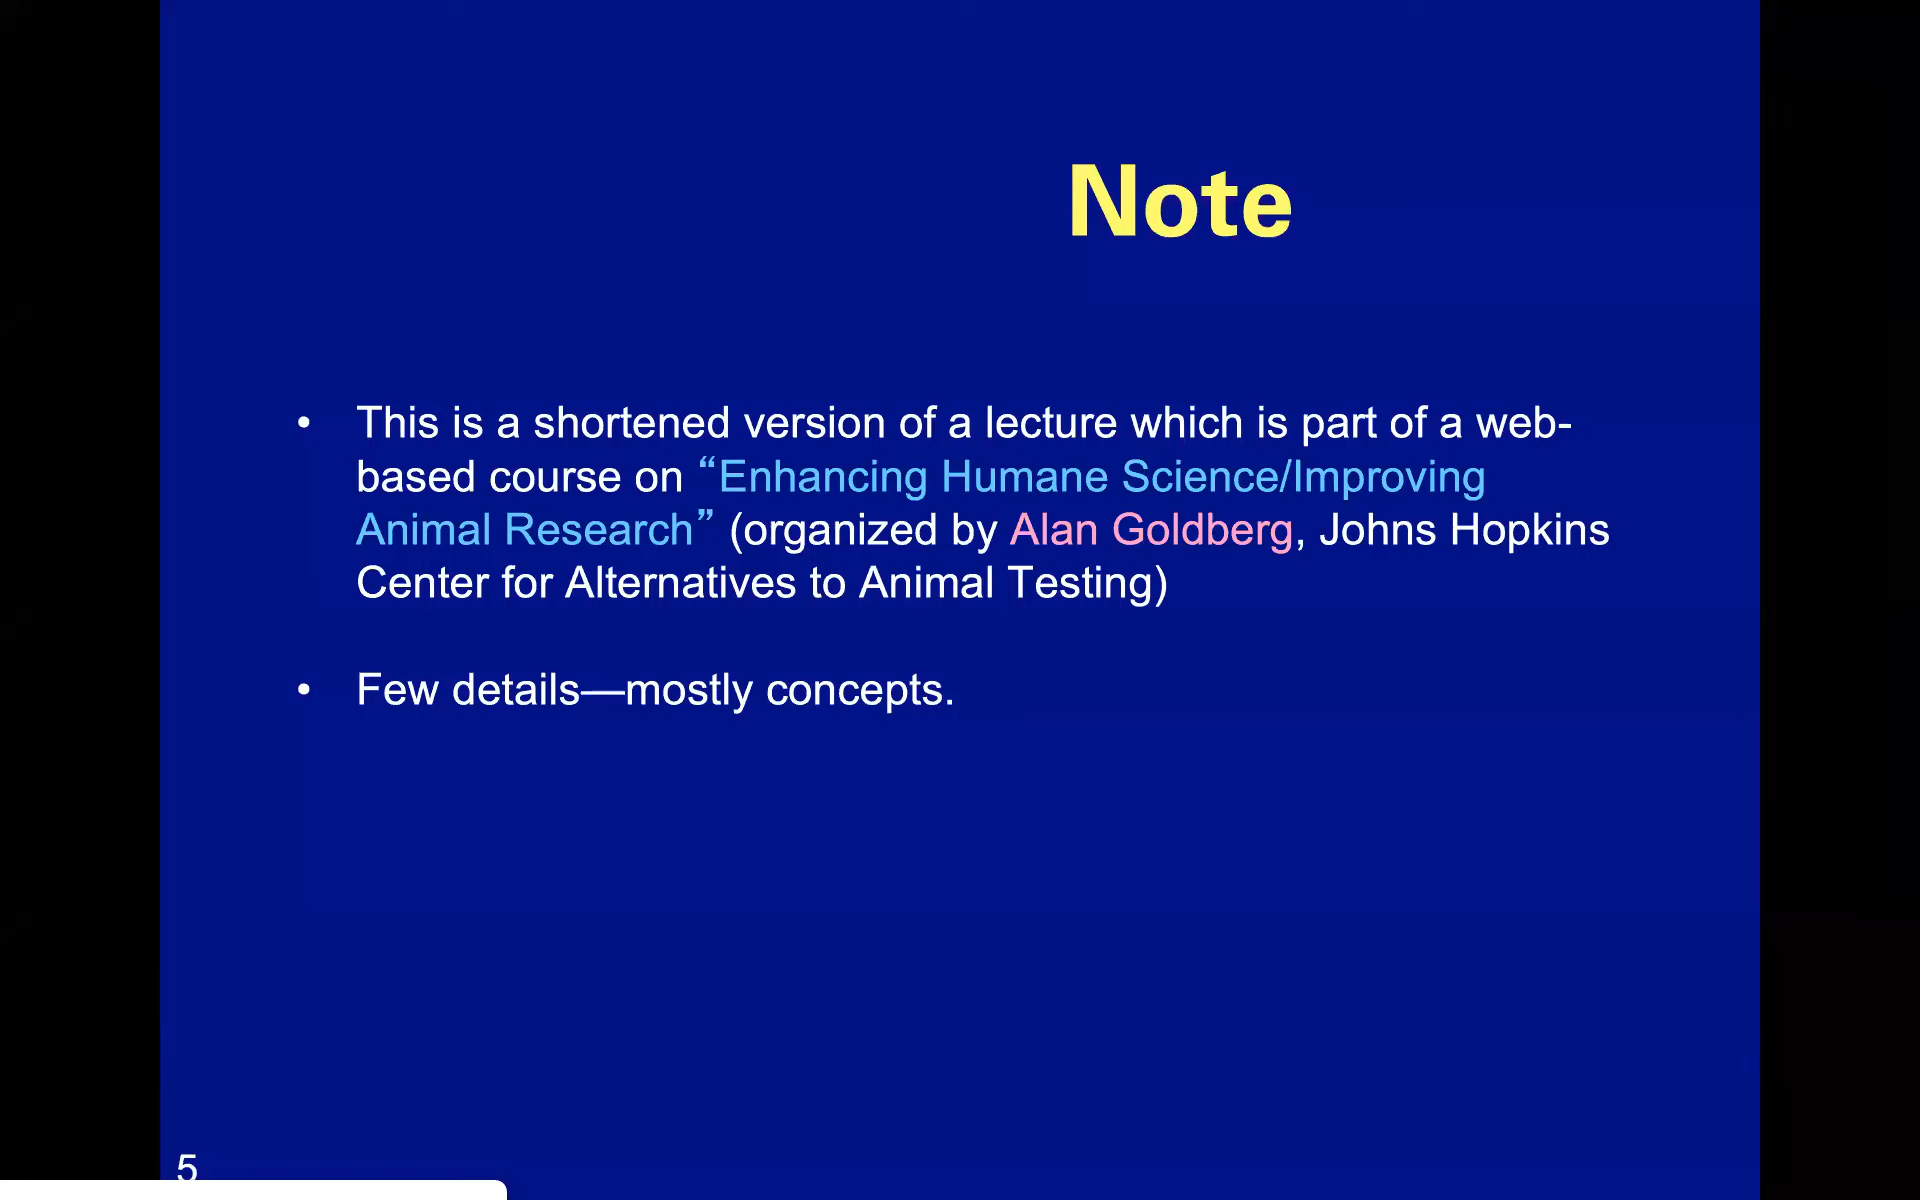 Note
• This is a shortened version of a lecture which is part of a web-
based course on “Enhancing Humane Science/Improving
Animal Research” (organized by Alan Goldberg, Johns Hopkins
Center for Alternatives to Animal Testing)
• Few details—mostly concepts.
5